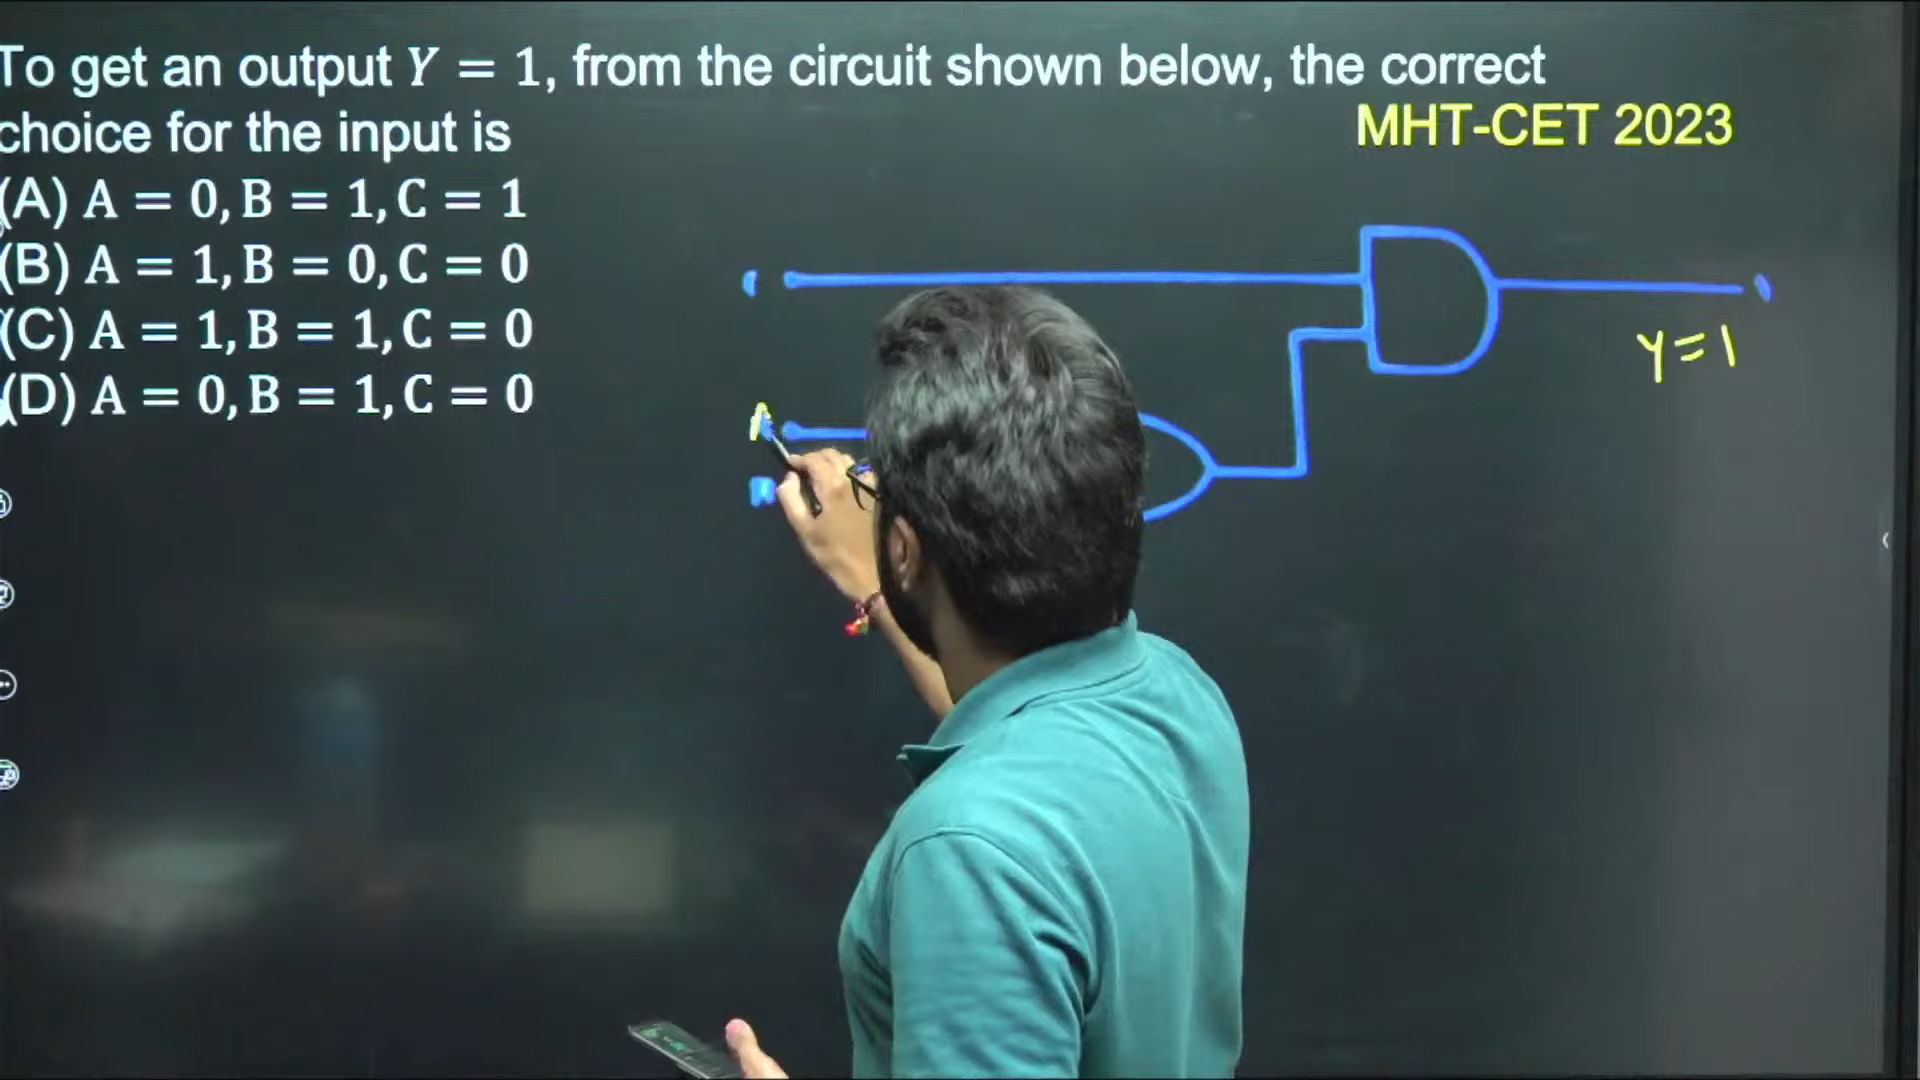 To get an output Y = 1, from the circuit shown below, the correct
choice for the input is
MHT-CET 2023
(A) A = 0, B = 1, C = 1
(B) A = 1, B = 0, C = 0
(C) A = 1, B = 1, C = 0
(D) A = 0, B = 1, C = 0
Y = 1